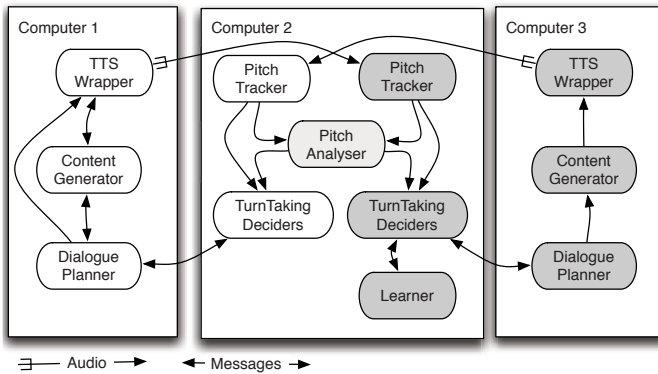 Computer 1
TTS
Wrapper
Content
Generator
Dialogue
Planner
Computer 2
Pitch
Tracker
Pitch
Tracker
Pitch
Analyser
TurnTaking
Deciders
TurnTaking
Deciders
Learner
Computer 3
TTS
Wrapper
Content
Generator
Dialogue
Planner
Audio
Messages